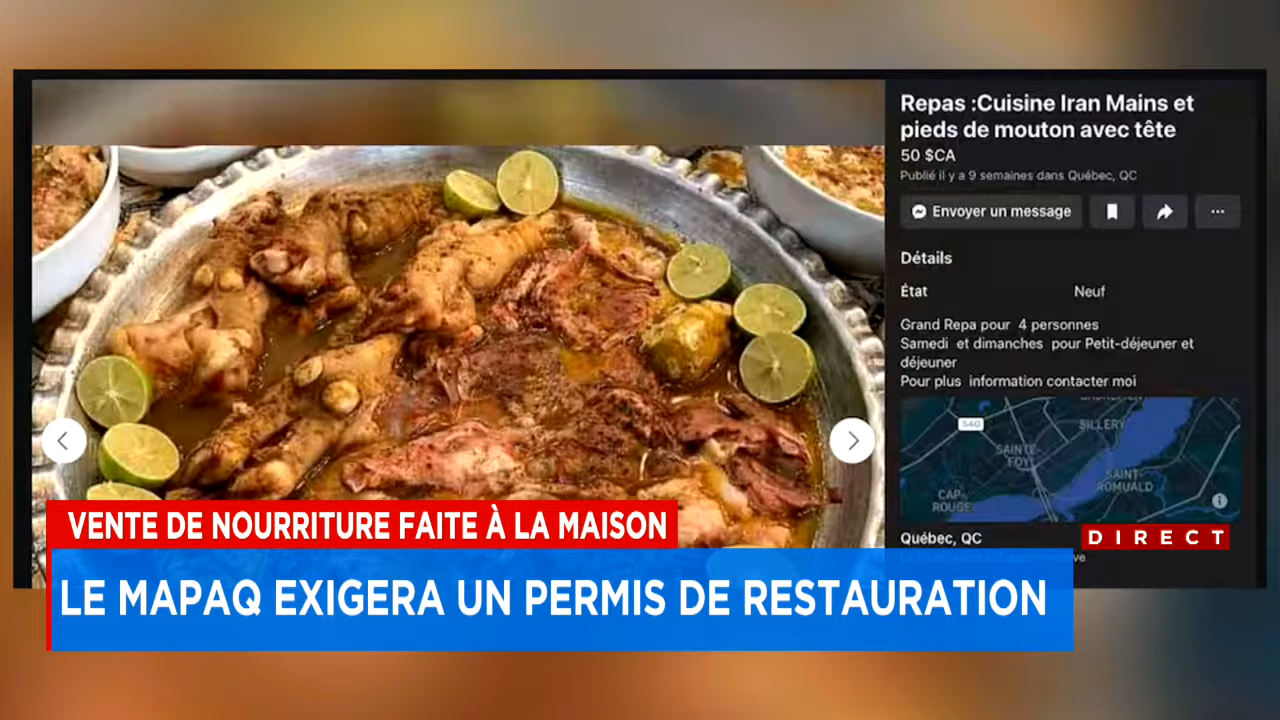 Repas :Cuisine Iran Mains et
pieds de mouton avec tête
50 $CA
Publié il y a 9 semaines dans Québec, QC
Envoyer un message
Détails
État Neuf
Grand Repa pour 4 personnes
Samedi et dimanches pour Petit-déjeuner et
déjeuner
Pour plus information contacter moi
540
SILLERY
SAINTE-
FOY
SAINT-
ROMUALD
CAP-
ROUGE
Québec, QC
DIRECT
VENTE DE NOURRITURE FAITE À LA MAISON
LE MAPAQ EXIGERA UN PERMIS DE RESTAURATION